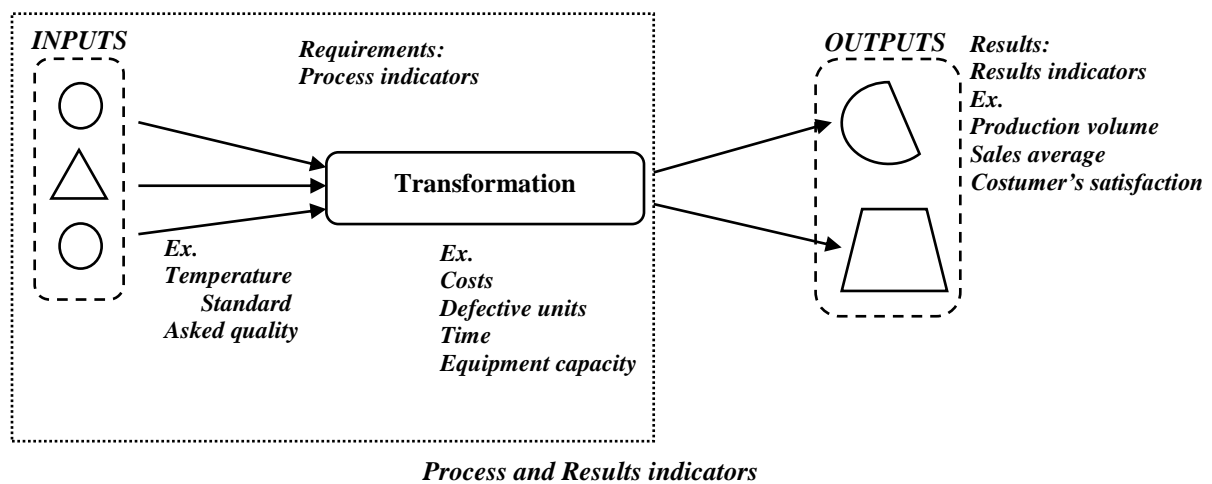 INPUTS
Requirements:
Process indicators
Transformation
Ex.
Temperature
Standard
Asked quality
Ex.
Costs
Defective units
Time
Equipment capacity
OUTPUTS
Results:
Results indicators
Ex.
Production volume
Sales average
Costumer's satisfaction
Process and Results indicators